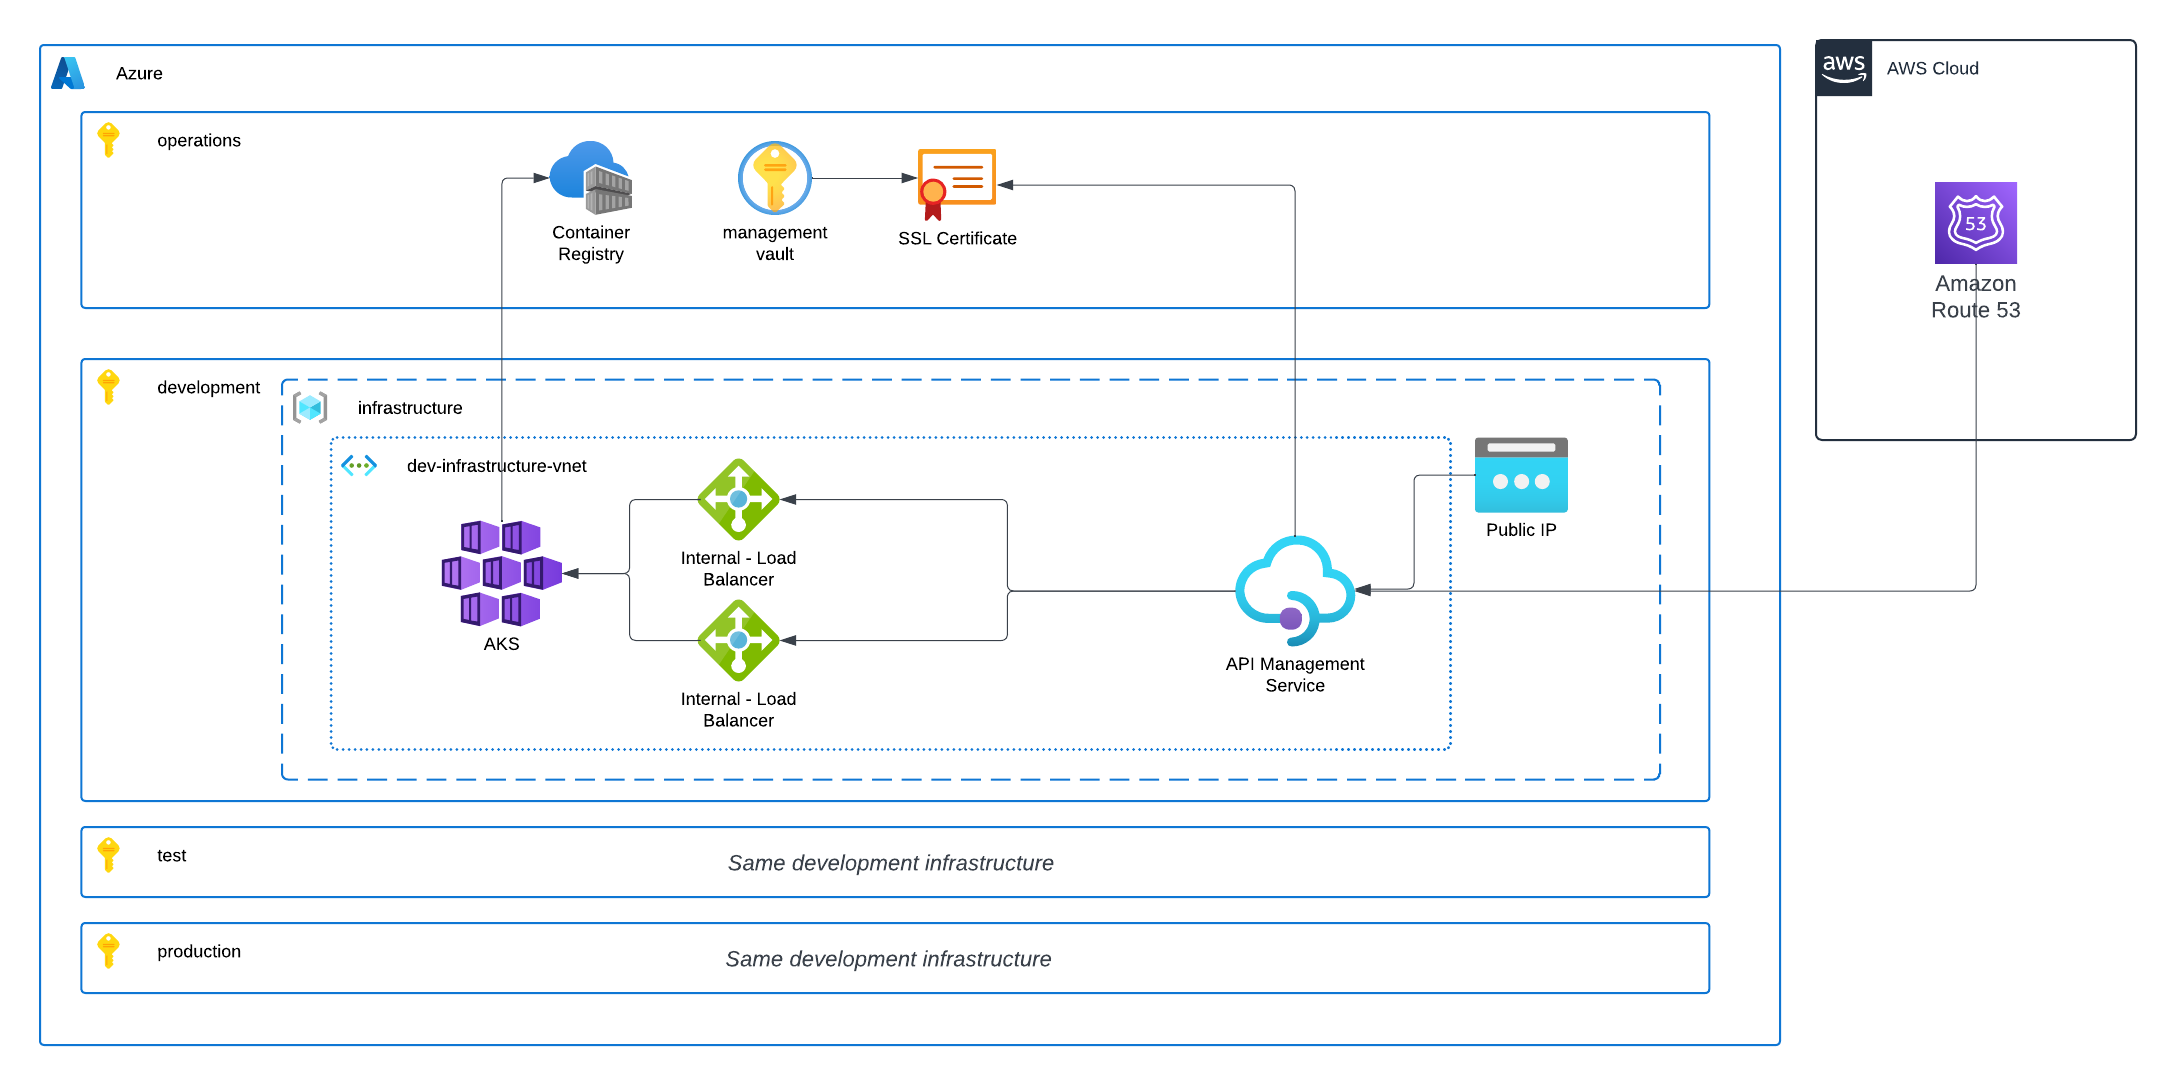 Azure
aws
AWS Cloud
operations
Container
Registry
management
vault
SSL Certificate
53
Amazon
Route 53
development
infrastructure
dev-infrastructure-vnet
Internal - Load
Balancer
Public IP
AKS
Internal - Load
Balancer
API Management
Service
test
Same development infrastructure
production
Same development infrastructure